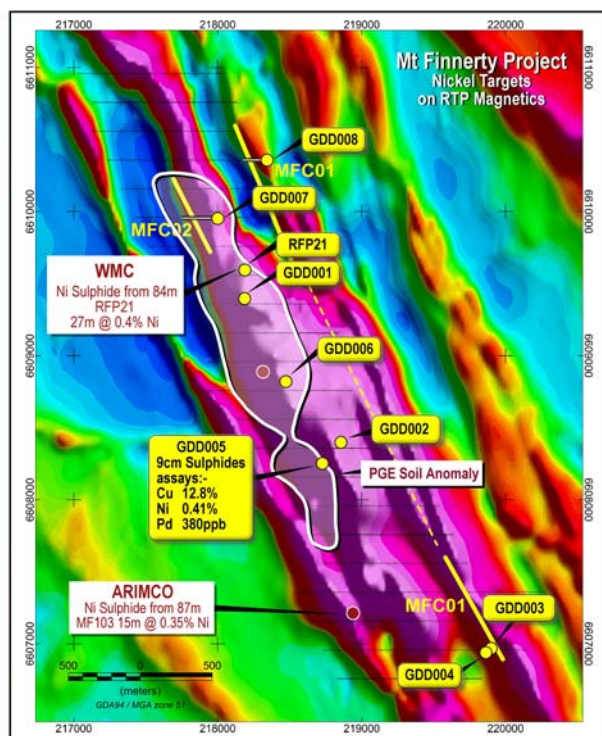 217000 218000 219000 220000
6611000
6611000
Mt Finnerty Project
Nickel Targets
on RTP Magnetics
GDD008
MFC01
6610000
6610000
GDD007
MFC02
RFP21
WMC
Ni Sulphide from 84m
RFP21
27m @ 0.4% Ni
GDD001
6609000
6609000
GDD006
GDD002
GDD005
9cm Sulphides
assays:-
Cu 12.8%
Ni 0.41%
Pd 380ppb
PGE Soil Anomaly
6608000
6608000
ARIMCO
Ni Sulphide from 87m
MF103 15m @ 0.35% Ni
MFC01
GDD003
GDD004
6607000
6607000
500 0 500
(meters)
GDA94 / MGA zone 51
217000 218000 219000 220000